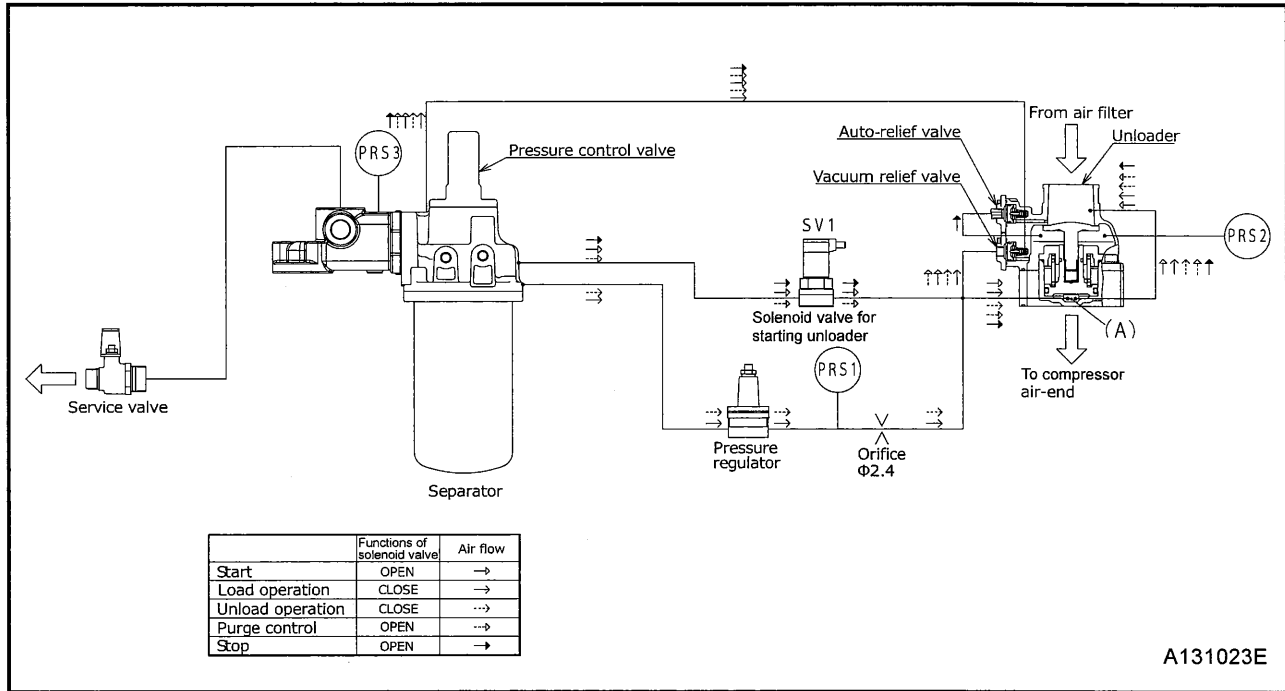 From air filter
Auto-relief valve
Unloader
PRS3
Pressure control valve
Vacuum relief valve
SV1
PRS2
Solenoid valve for
starting unloader
(A)
PRS1
To compressor
air-end
Service valve
Pressure
regulator
Orifice
Φ2.4
Separator
Functions of
solenoid valve
Air flow
Start OPEN
Load operation CLOSE
Unload operation CLOSE
Purge control OPEN
Stop OPEN
A131023E